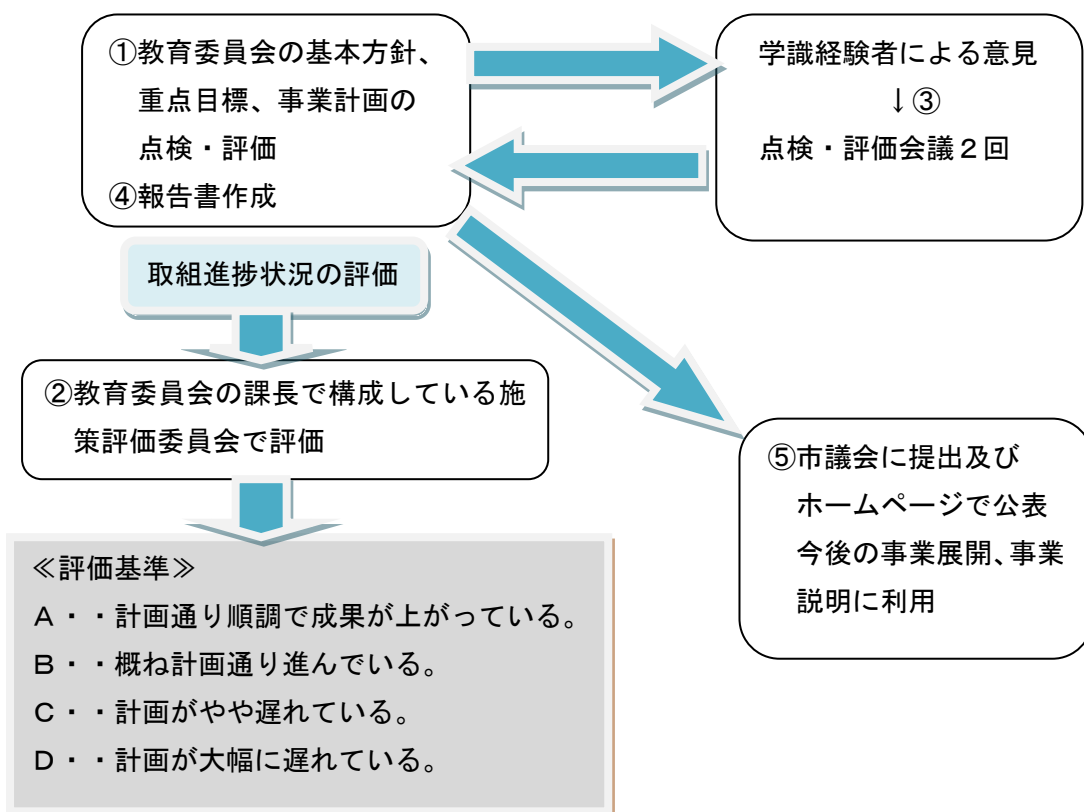 ①教育委員会の基本方針、
重点目標、事業計画の
点検・評価
④報告書作成
学識経験者による意見
↓③
点検・評価会議２回
取組進捗状況の評価
②教育委員会の課長で構成している施
策評価委員会で評価
⑤市議会に提出及び
ホームページで公表
今後の事業展開、事業
説明に利用
≪評価基準≫
Ａ・・計画通り順調で成果が上がっている。
Ｂ・・概ね計画通り進んでいる。
Ｃ・・計画がやや遅れている。
Ｄ・・計画が大幅に遅れている。